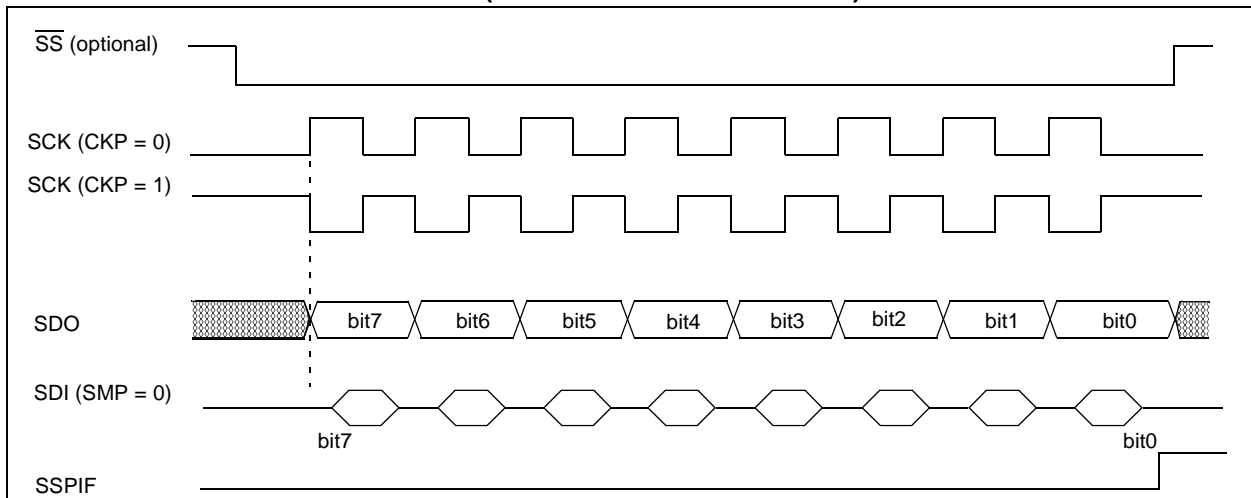 SS (optional)
SCK (CKP = 0)
SCK (CKP = 1)
SDO
bit7 bit6 bit5 bit4 bit3 bit2 bit1 bit0
SDI (SMP = 0)
bit7 bit0
SSPIF